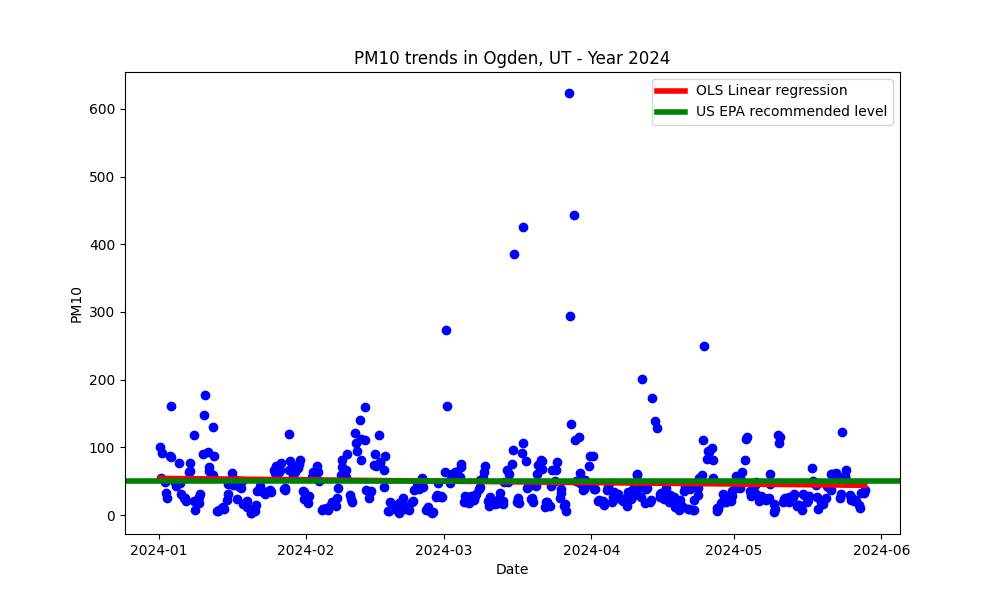 PM10 trends in Ogden, UT - Year 2024
OLS Linear regression
US EPA recommended level
600
500
400
300
200
100
0
PM10
2024-01
2024-02
2024-03
2024-04
2024-05
2024-06
Date